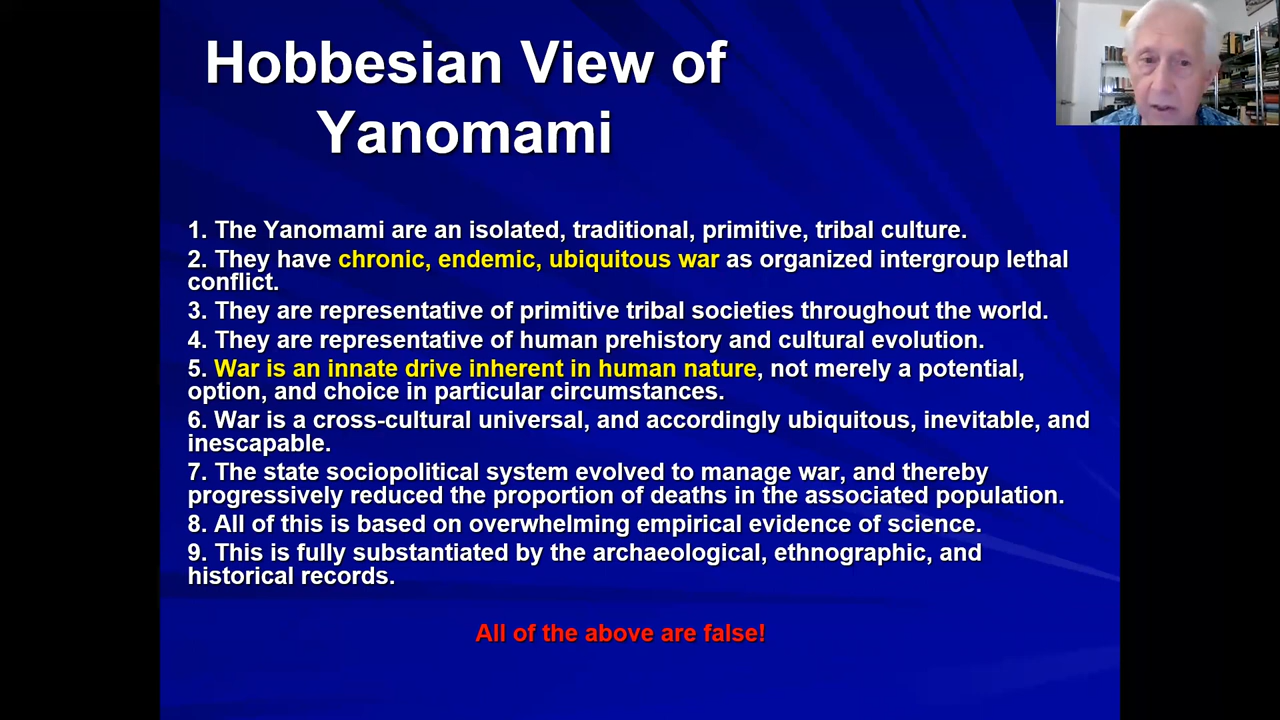 Hobbesian View of
Yanomami
1. The Yanomami are an isolated, traditional, primitive, tribal culture.
2. They have chronic, endemic, ubiquitous war as organized intergroup lethal
conflict.
3. They are representative of primitive tribal societies throughout the world.
4. They are representative of human prehistory and cultural evolution.
5. War is an innate drive inherent in human nature, not merely a potential,
option, and choice in particular circumstances.
6. War is a cross-cultural universal, and accordingly ubiquitous, inevitable, and
inescapable.
7. The state sociopolitical system evolved to manage war, and thereby
progressively reduced the proportion of deaths in the associated population.
8. All of this is based on overwhelming empirical evidence of science.
9. This is fully substantiated by the archaeological, ethnographic, and
historical records.
All of the above are false!